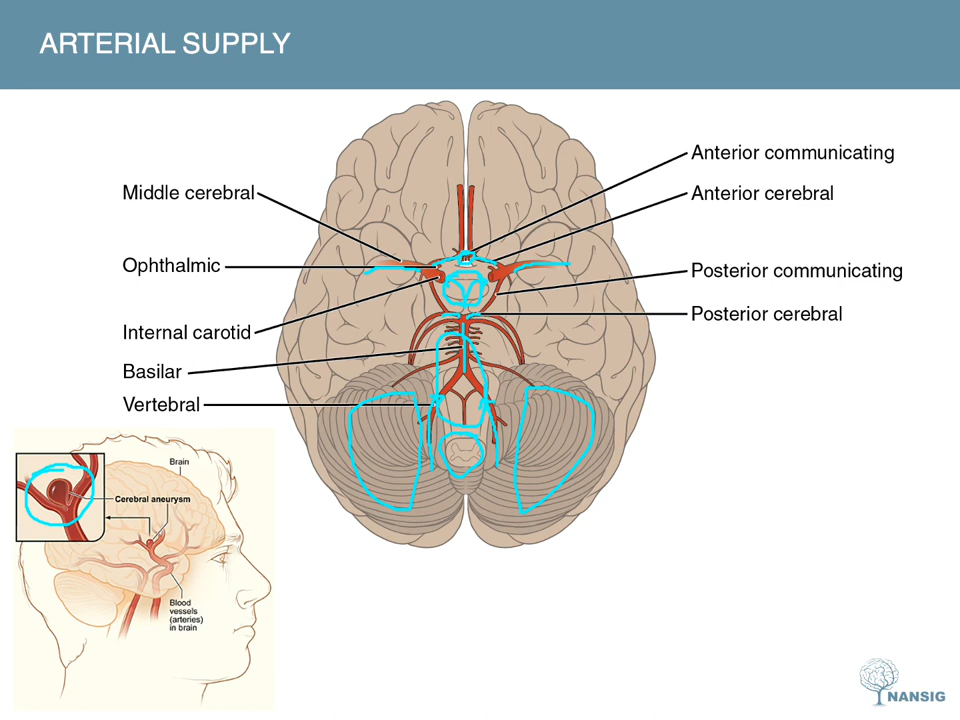 ARTERIAL SUPPLY
Anterior communicating
Middle cerebral
Anterior cerebral
Ophthalmic
Posterior communicating
Posterior cerebral
Internal carotid
Basilar
Vertebral
Brain
Cerebral aneurysm
Blood
vessels
(arteries)
in brain
NANSIG